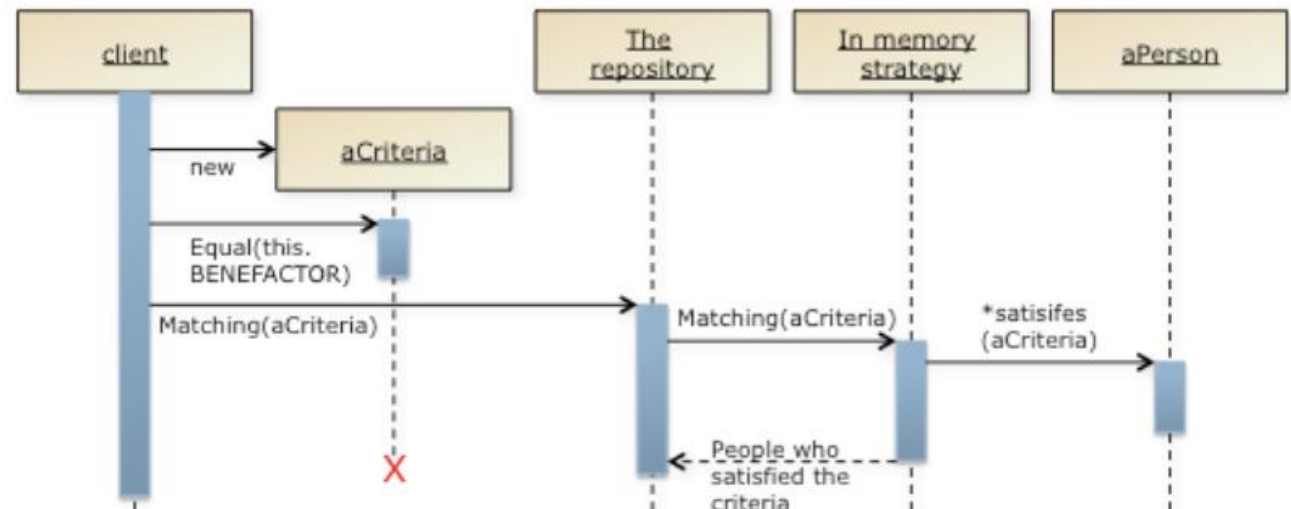 client
The
repository
In memory
strategy
aPerson
aCriteria
new
Equal(this.
BENEFACTOR)
Matching(aCriteria)
Matching(aCriteria)
*satisifes
(aCriteria)
People who
satisfied the
criteria
X